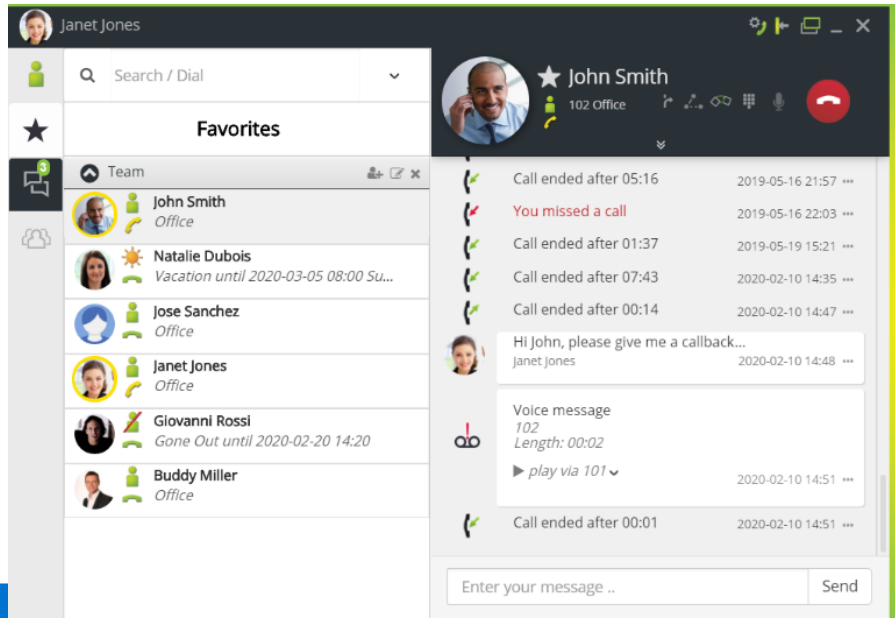 Janet Jones
Search / Dial
Favorites
3
Team
John Smith
Office
Natalie Dubois
Vacation until 2020-03-05 08:00 Su...
Jose Sanchez
Office
Janet Jones
Office
Giovanni Rossi
Gone Out until 2020-02-20 14:20
Buddy Miller
Office
John Smith
102 Office
Call ended after 05:16 2019-05-16 21:57
You missed a call 2019-05-16 22:03
Call ended after 01:37 2019-05-19 15:21
Call ended after 07:43 2020-02-10 14:35
Call ended after 00:14 2020-02-10 14:47
Hi John, please give me a callback...
Janet Jones 2020-02-10 14:48
Voice message
102
Length: 00:02
play via 101
2020-02-10 14:51
Call ended after 00:01 2020-02-10 14:51
Enter your message .. Send